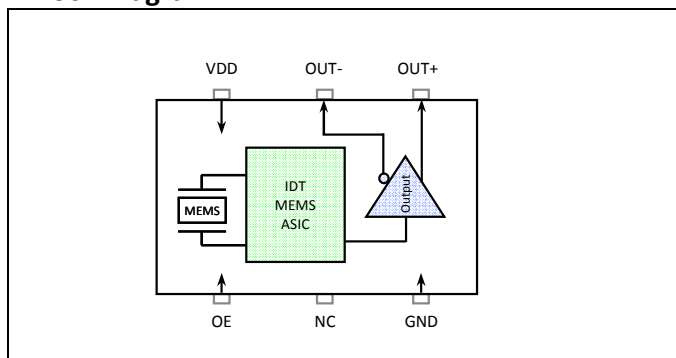 VDD OUT- OUT+
IDT
MEMS
ASIC
MEMS
Output
OE NC GND